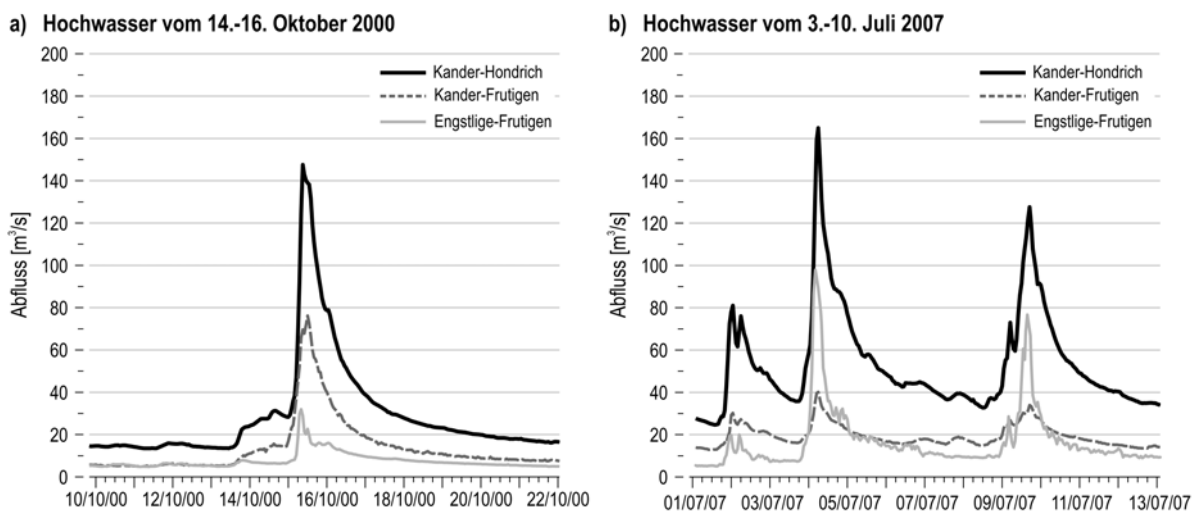 a) Hochwasser vom 14.-16. Oktober 2000
200
180
160
140
120
100
80
60
40
20
0
Abfluss [m³/s]
Kander-Hondrich
Kander-Frutigen
Engstlige-Frutigen
10/10/00 12/10/00 14/10/00 16/10/00 18/10/00 20/10/00 22/10/00
b) Hochwasser vom 3.-10. Juli 2007
200
180
160
140
120
100
80
60
40
20
0
Abfluss [m³/s]
Kander-Hondrich
Kander-Frutigen
Engstlige-Frutigen
01/07/07 03/07/07 05/07/07 07/07/07 09/07/07 11/07/07 13/07/07